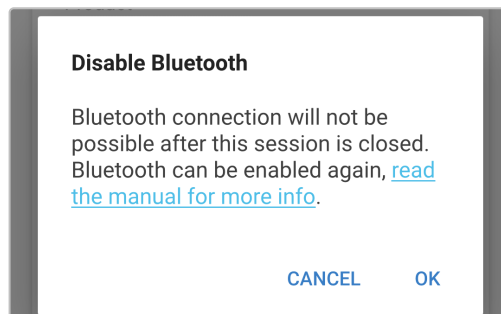 Disable Bluetooth
Bluetooth connection will not be
possible after this session is closed.
Bluetooth can be enabled again, read
the manual for more info.
CANCEL OK